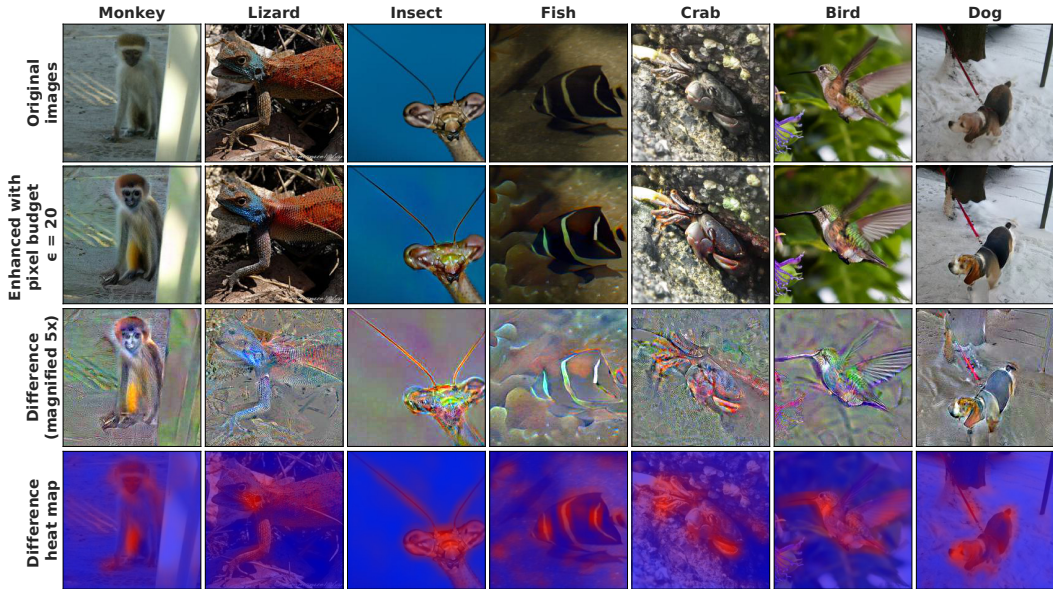 Monkey Lizard Insect Fish Crab Bird Dog
Original
images
Enhanced with
pixel budget
ϵ = 20
Difference
(magnified 5x)
Difference
heat map